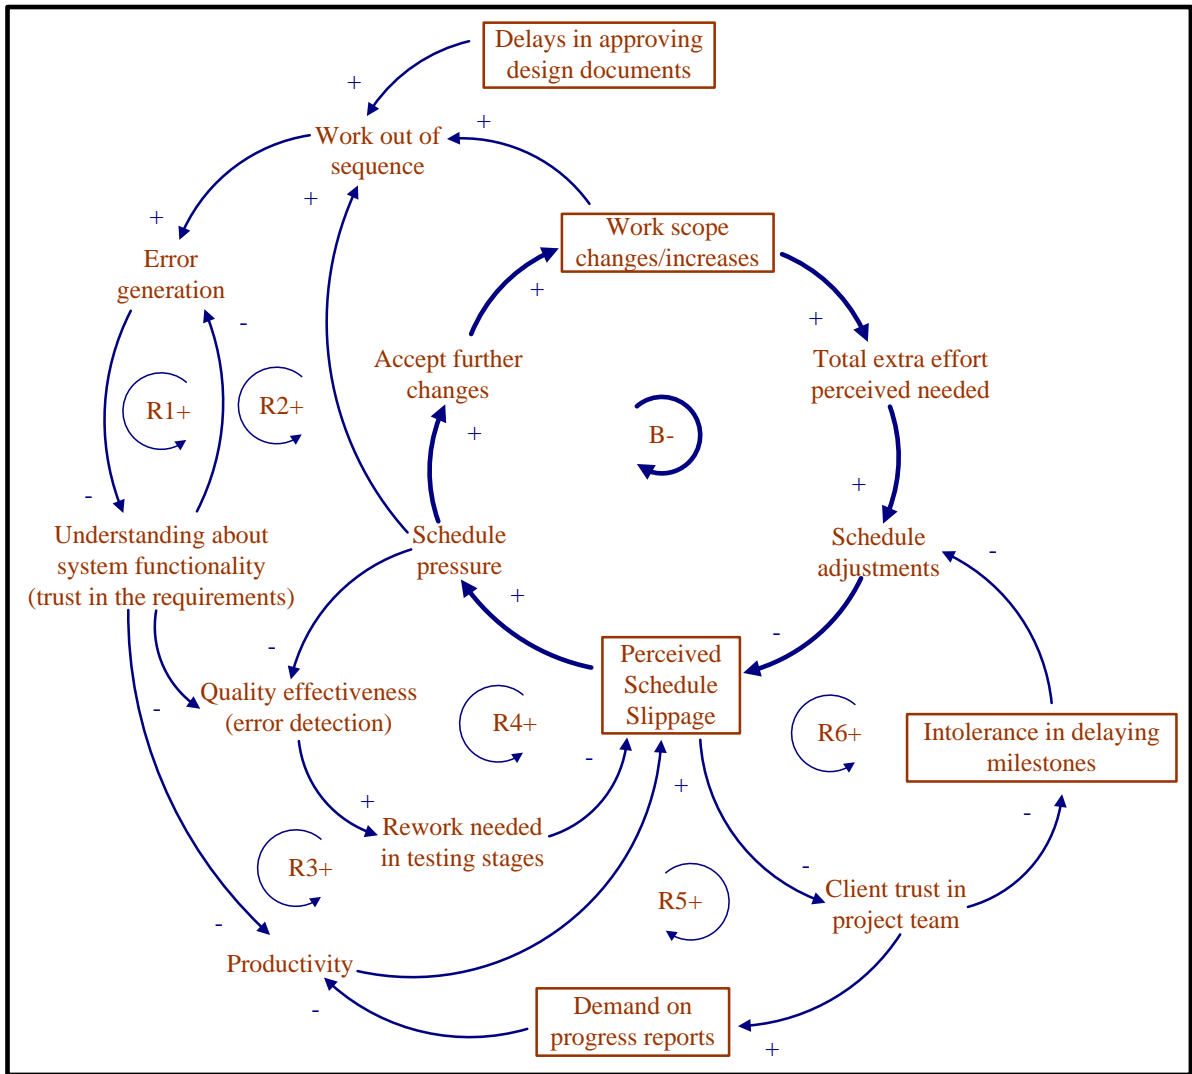 Delays in approving
design documents
+
+
Work out of
sequence
+
+
Work scope
changes/increases
+
Error
generation
+
-
+
Accept further
changes
Total extra effort
perceived needed
R1+
R2+
+
B-
-
+
Understanding about
system functionality
(trust in the requirements)
Schedule
pressure
Schedule
adjustments
-
+
-
-
Perceived
Schedule
Slippage
Quality effectiveness
(error detection)
-
R4+
R6+
Intolerance in delaying
milestones
-
+
+
-
Rework needed
in testing stages
R3+
-
Client trust in
project team
R5+
-
Productivity
-
Demand on
progress reports
+